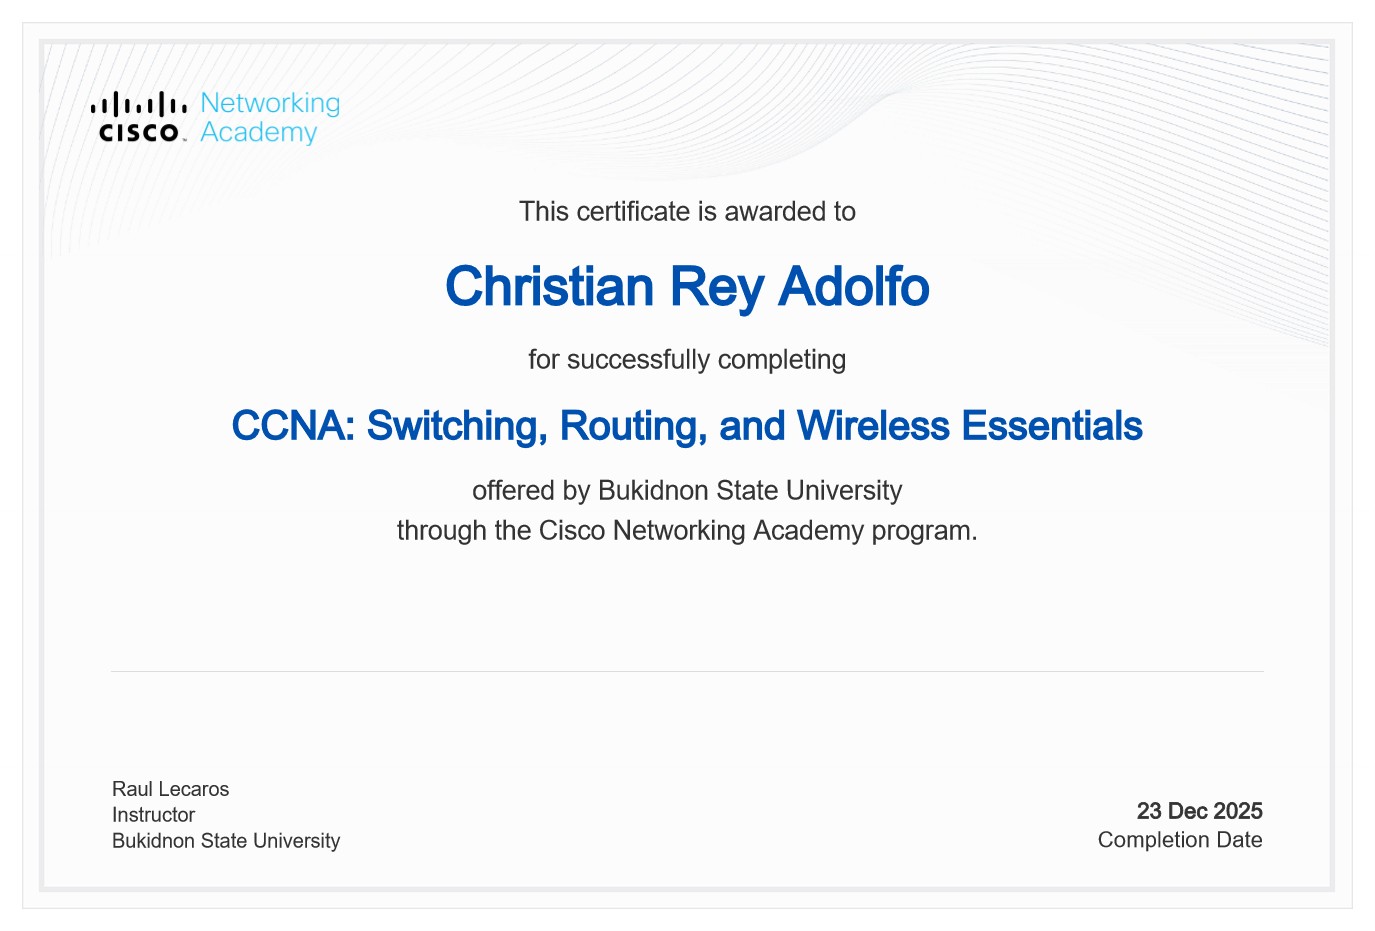 Networking
CISCO Academy
This certificate is awarded to
Christian Rey Adolfo
for successfully completing
CCNA: Switching, Routing, and Wireless Essentials
offered by Bukidnon State University
through the Cisco Networking Academy program.
Raul Lecaros
Instructor
Bukidnon State University
23 Dec 2025
Completion Date